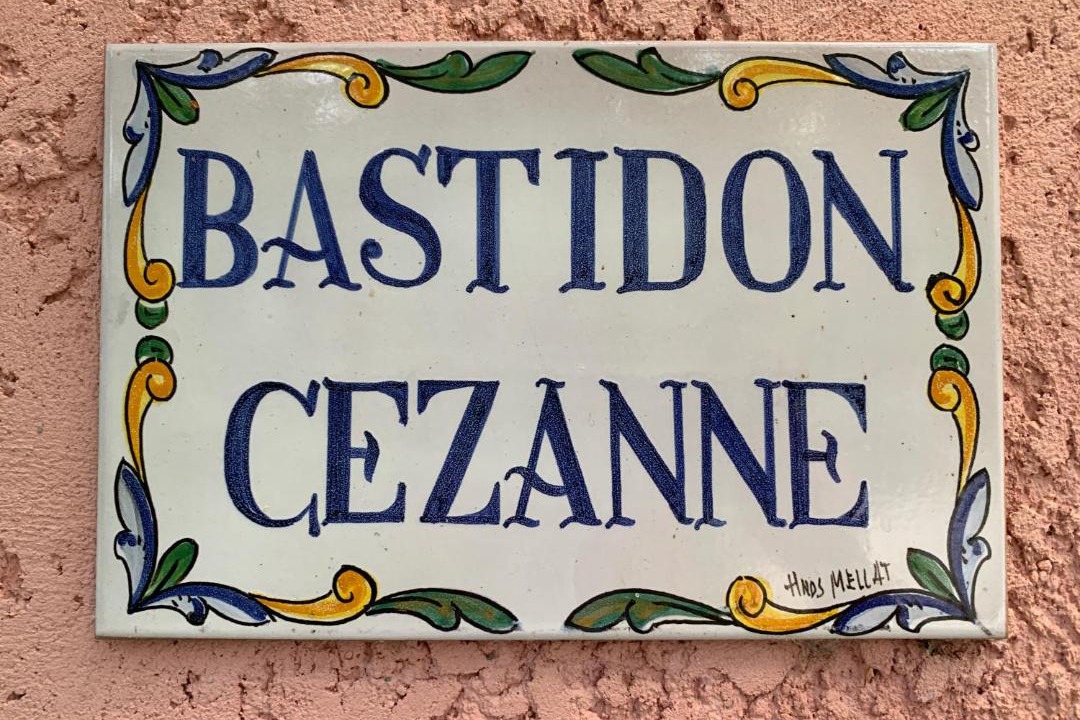 BASTIDON
CEZANNE
HNOS MELLAT